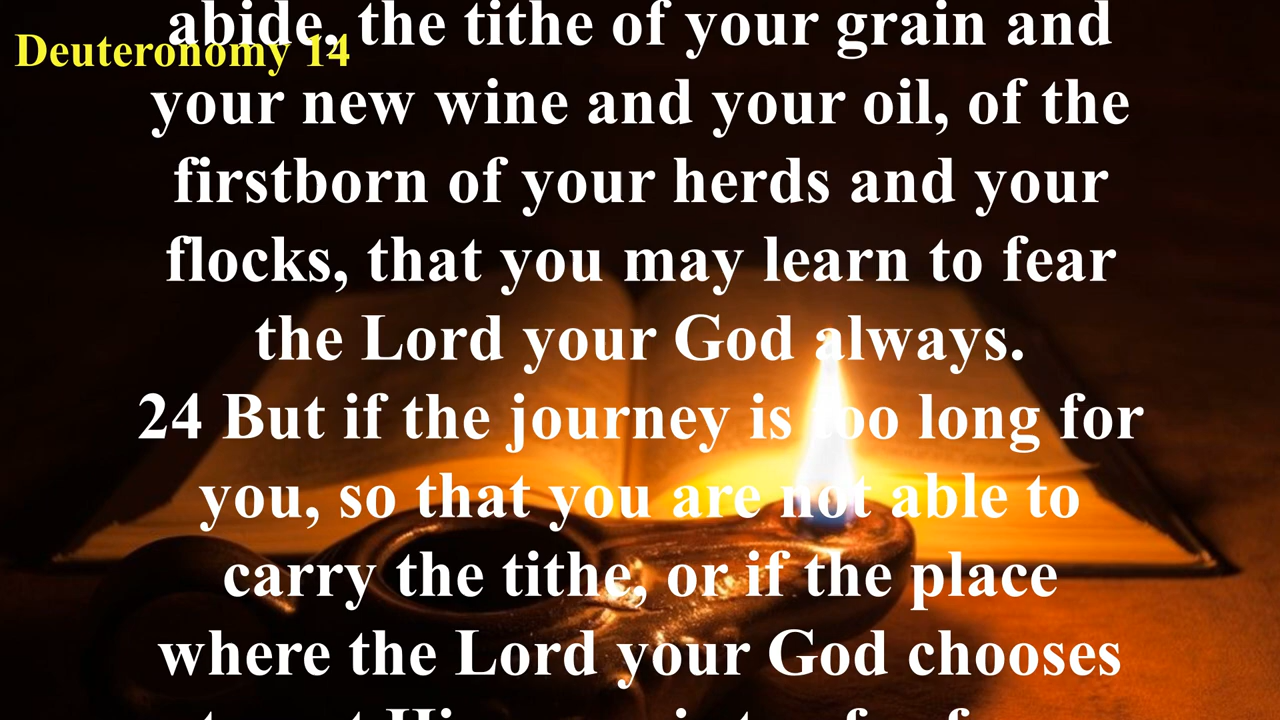 Deuteronomy 14
abide, the tithe of your grain and
your new wine and your oil, of the
firstborn of your herds and your
flocks, that you may learn to fear
the Lord your God always.
24 But if the journey is too long for
you, so that you are not able to
carry the tithe, or if the place
where the Lord your God chooses